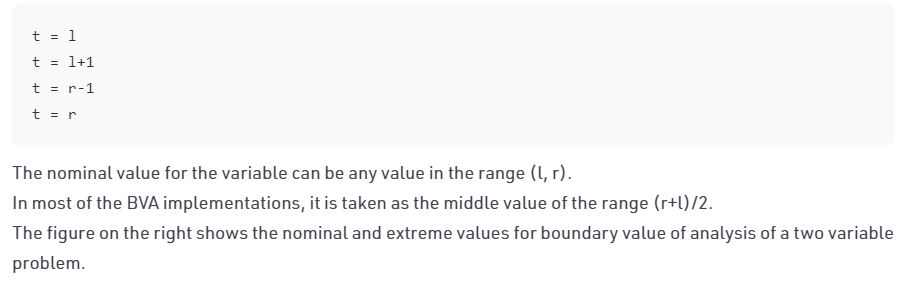 t = l
t = l+1
t = r-1
t = r
The nominal value for the variable can be any value in the range (l, r).
In most of the BVA implementations, it is taken as the middle value of the range (r+l)/2.
The figure on the right shows the nominal and extreme values for boundary value of analysis of a two variable
problem.